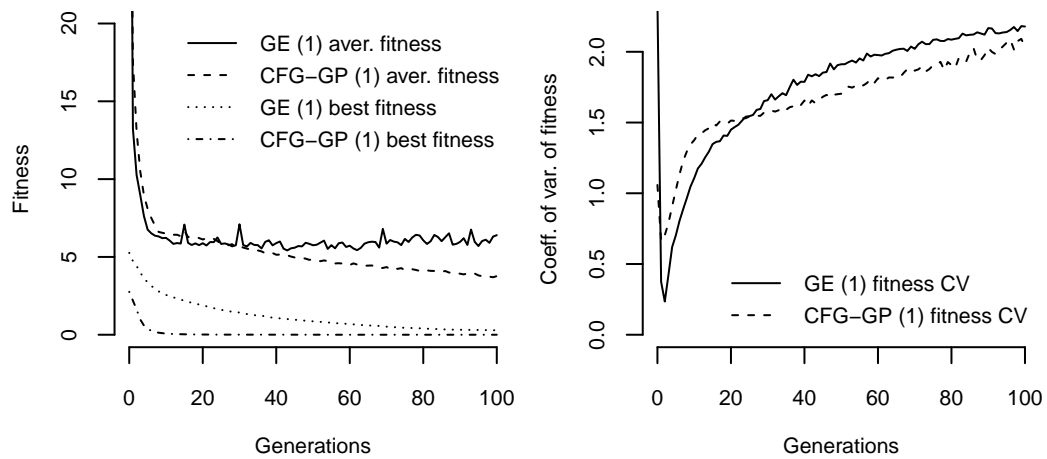 Fitness
20
15
10
5
0
GE (1) aver. fitness
CFG−GP (1) aver. fitness
GE (1) best fitness
CFG−GP (1) best fitness
0 20 40 60 80 100
Generations
Coeff. of var. of fitness
2.0
1.5
1.0
0.5
0.0
GE (1) fitness CV
CFG−GP (1) fitness CV
0 20 40 60 80 100
Generations